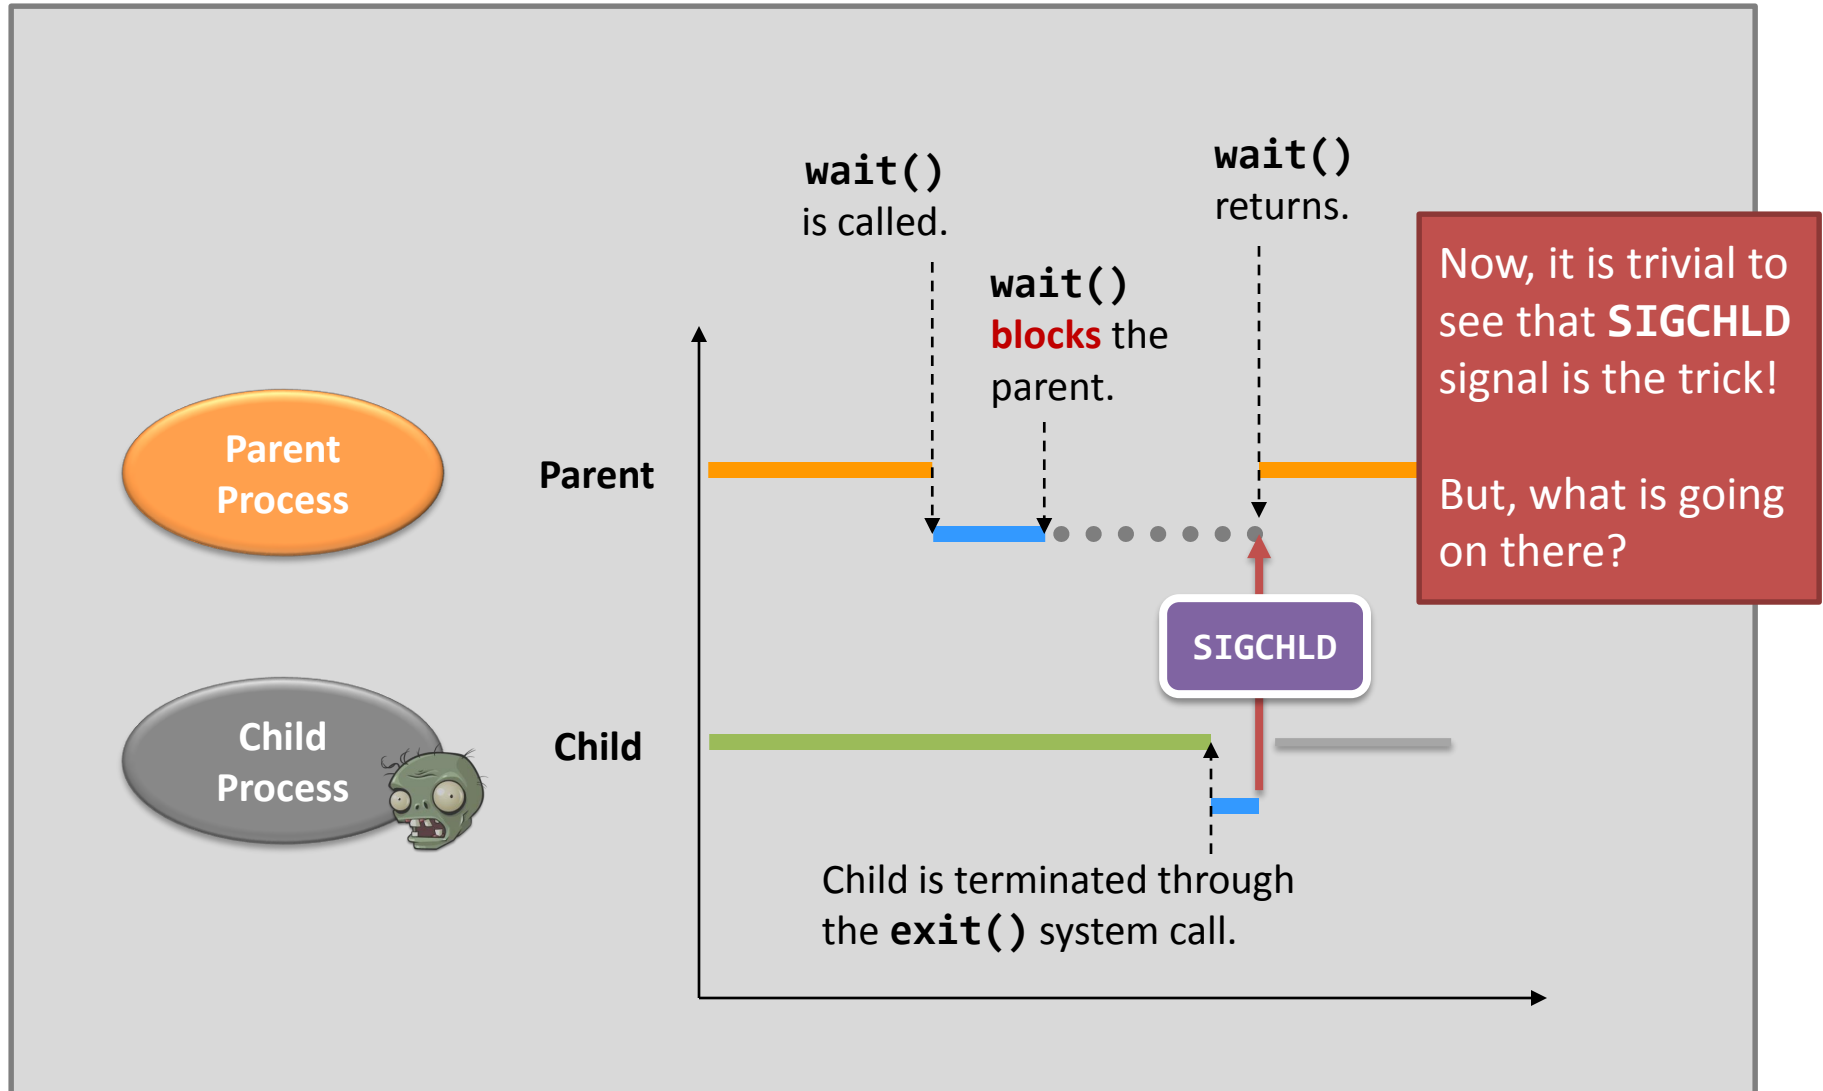 wait()
is called.
wait()
blocks the
parent.
wait()
returns.
Now, it is trivial to
see that SIGCHLD
signal is the trick!
But, what is going
on there?
Parent
Process
Parent
SIGCHLD
Child
Process
Child
Child is terminated through
the exit() system call.